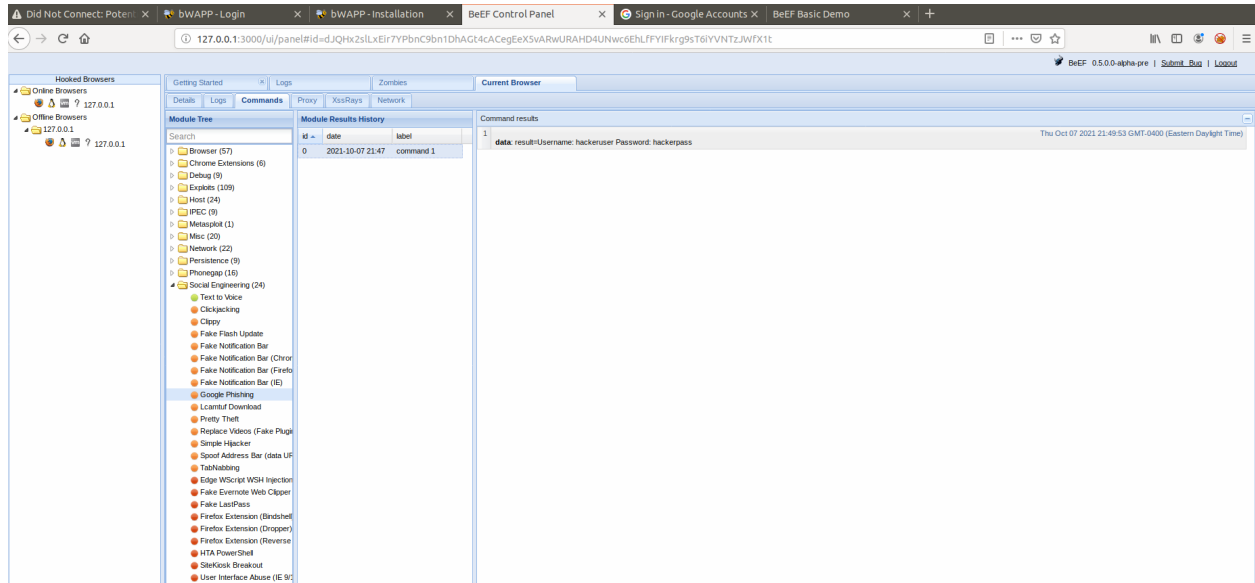 Did Not Connect: Potent
bWAPP - Login
bWAPP - Installation
BeEF Control Panel
Sign in - Google Accounts
BeEF Basic Demo
127.0.0.1:3000/ui/panel#id=dJQHx2slLxEir7YPbnC9bn1DhAGt4cACegEeXSvARwURAHD4UNwc6EhLfFYIFkrg9sT6iYVNTzJWfX1t
BeEF 0.5.0.0-alpha-pre | Submit Bug | Logout
Hooked Browsers
Online Browsers
? 127.0.0.1
Offline Browsers
127.0.0.1
? 127.0.0.1
Getting Started
Logs
Zombies
Current Browser
Details
Logs
Commands
Proxy
XssRays
Network
Module Tree
Search
Browser (57)
Chrome Extensions (6)
Debug (9)
Exploits (109)
Host (24)
IPEC (9)
Metasploit (1)
Misc (20)
Network (22)
Persistence (9)
Phonegap (16)
Social Engineering (24)
Text to Voice
Clickjacking
Clippy
Fake Flash Update
Fake Notification Bar
Fake Notification Bar (Chror
Fake Notification Bar (Firefo
Fake Notification Bar (IE)
Google Phishing
Lcamtuf Download
Pretty Theft
Replace Videos (Fake Plugi
Simple Hijacker
Spoof Address Bar (data UF
TabNabbing
Edge WScript WSH Injection
Fake Evernote Web Clipper
Fake LastPass
Firefox Extension (Bindshell
Firefox Extension (Dropper)
Firefox Extension (Reverse
HTA PowerShell
SiteKiosk Breakout
User Interface Abuse (IE 9/1
Module Results History
id date label
0 2021-10-07 21:47 command 1
Command results
1 Thu Oct 07 2021 21:49:53 GMT-0400 (Eastern Daylight Time)
data: result=Username: hackeruser Password: hackerpass